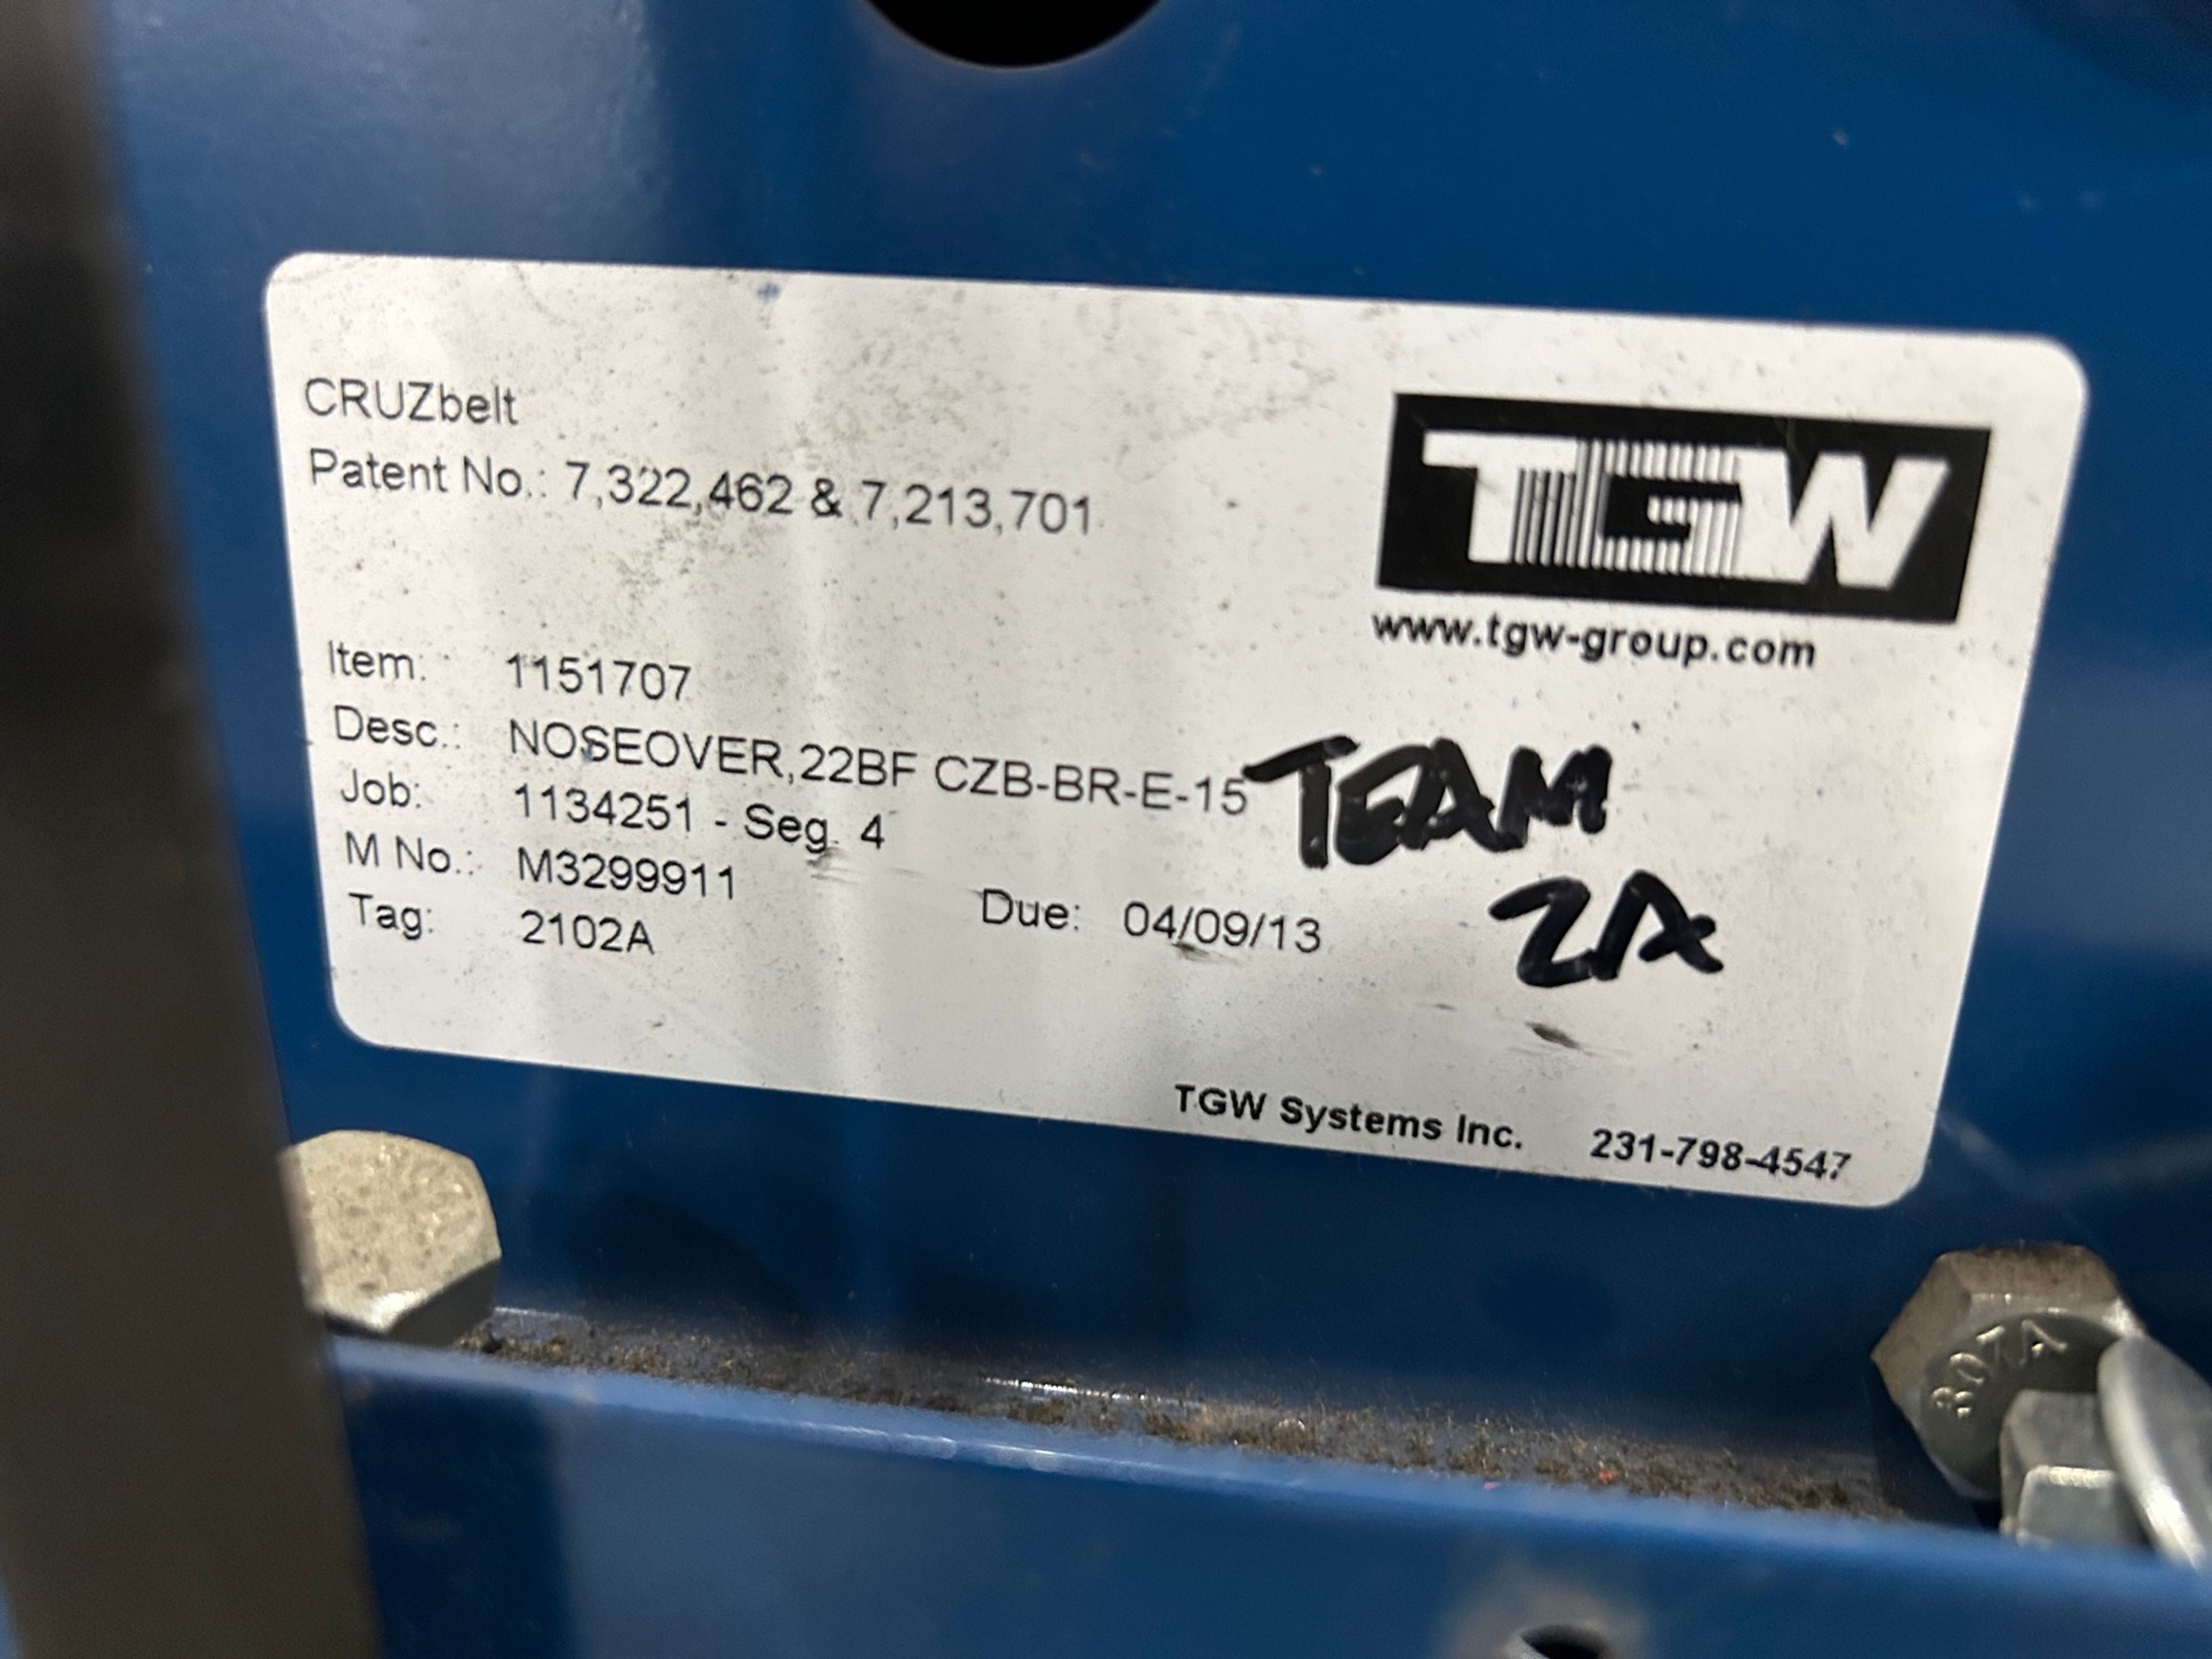 CRUZbelt
Patent No.: 7,322,462 & 7,213,701
TGW
www.tgw-group.com
Item: 1151707
Desc.: NOSEOVER,22BF CZB-BR-E-15
Job: 1134251 - Seg. 4
M No.: M3299911
Tag: 2102A
Due: 04/09/13
TEAM
2A
TGW Systems Inc. 231-798-4547
307A